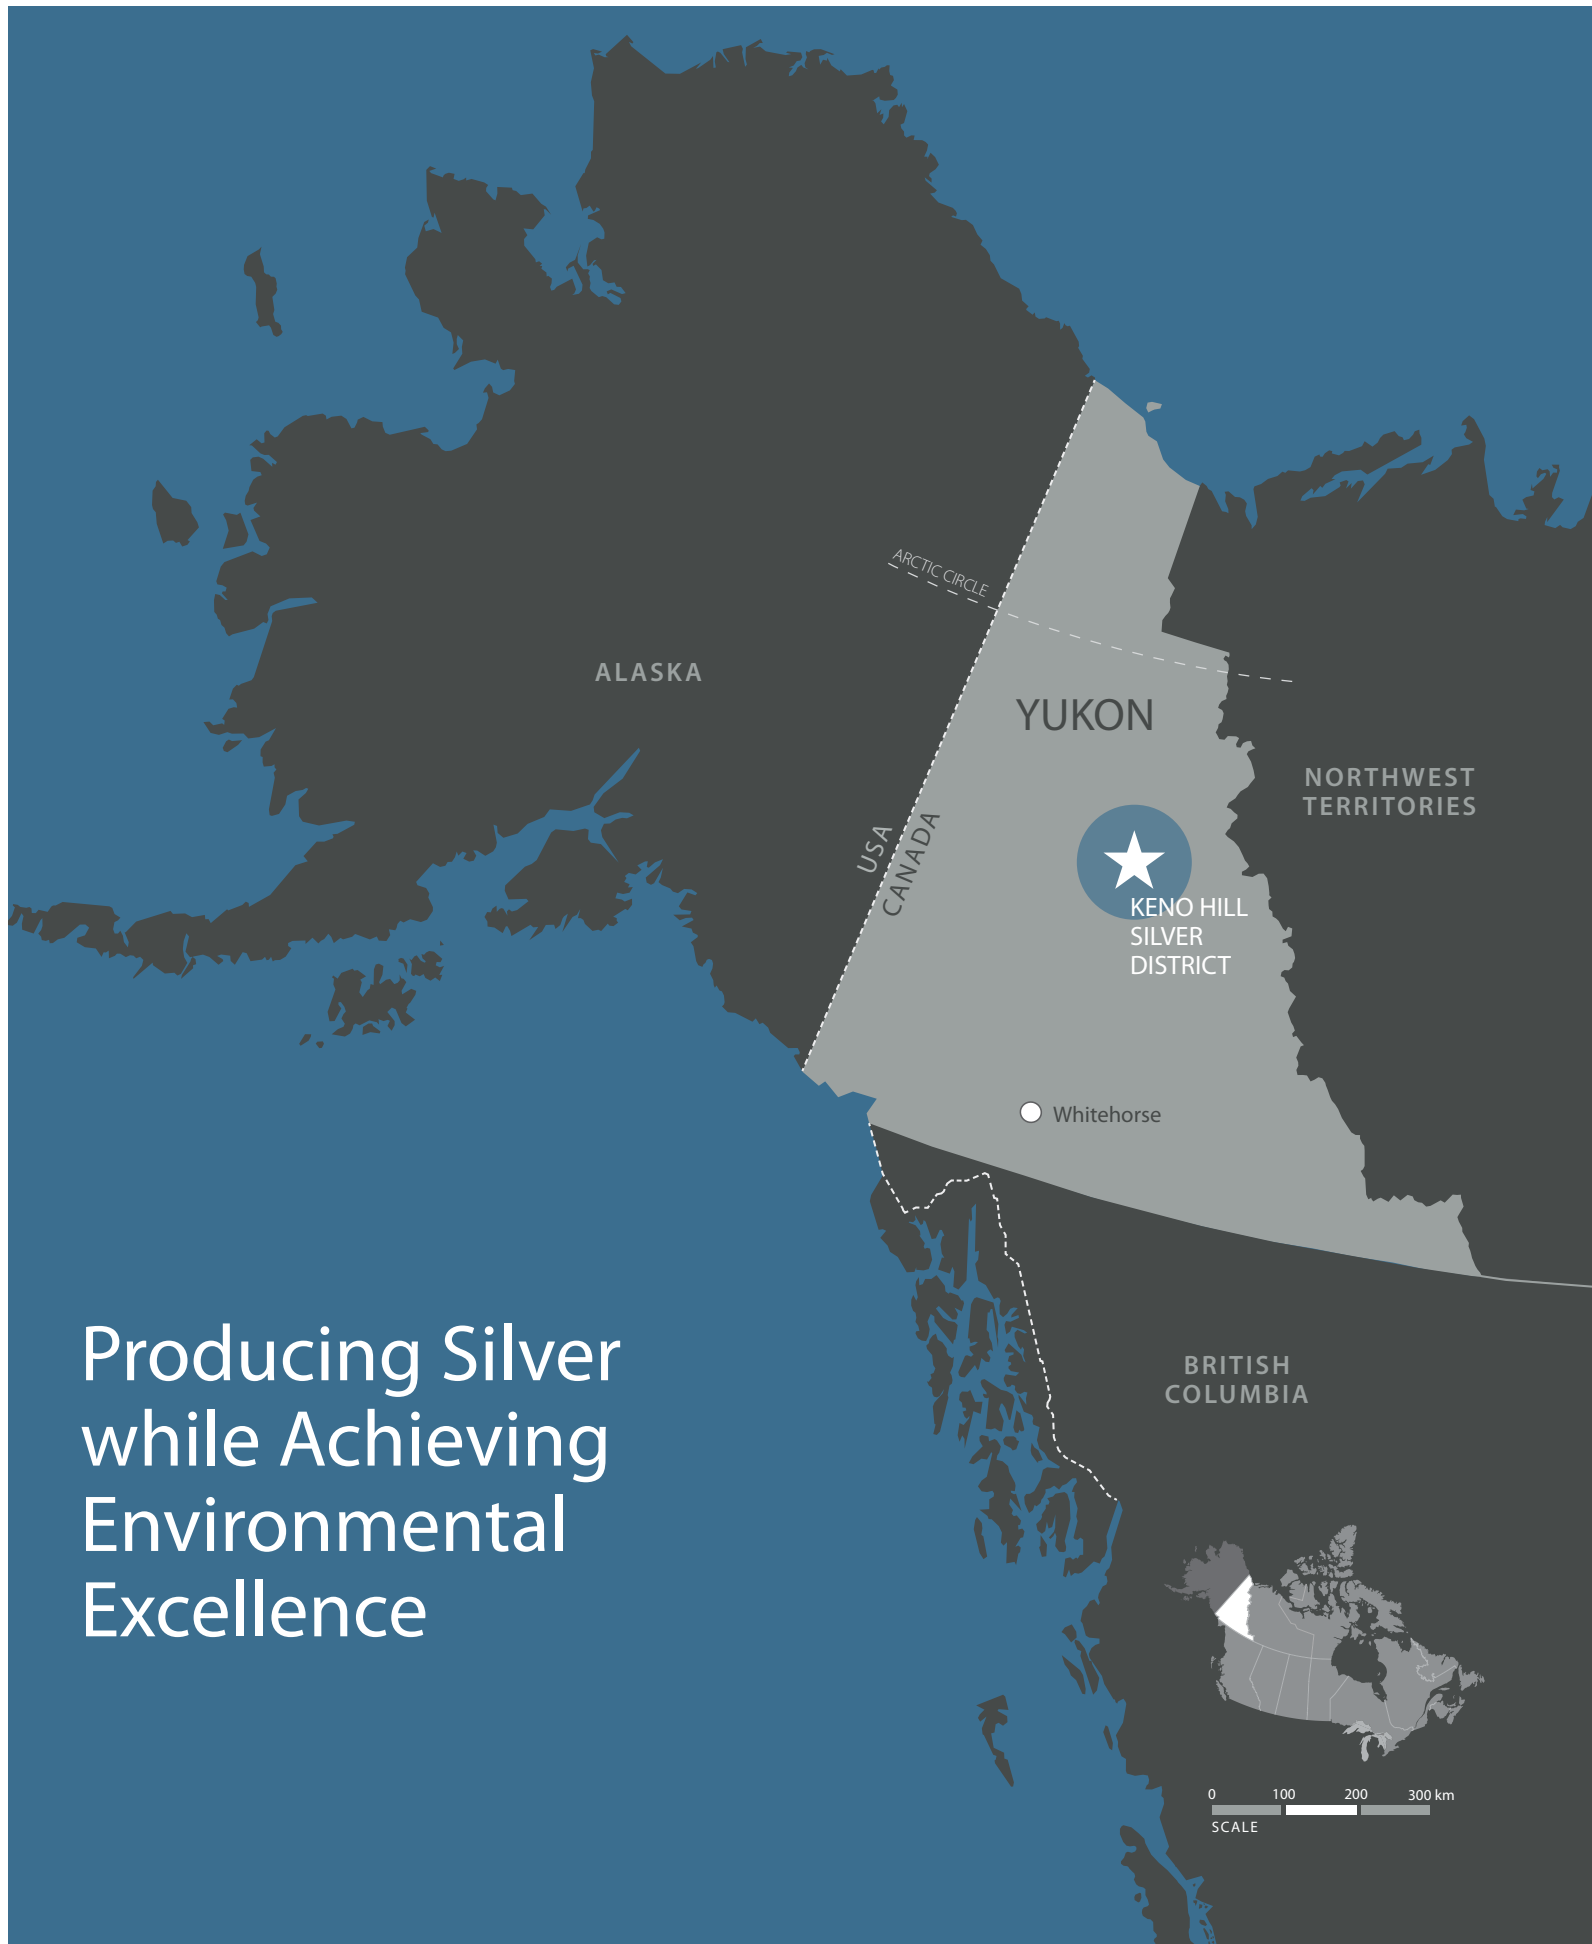 ARCTIC CIRCLE
ALASKA
YUKON
NORTHWEST
TERRITORIES
USA
CANADA
KENO HILL
SILVER
DISTRICT
Whitehorse
Producing Silver
while Achieving
Environmental
Excellence
BRITISH
COLUMBIA
0 100 200 300 km
SCALE